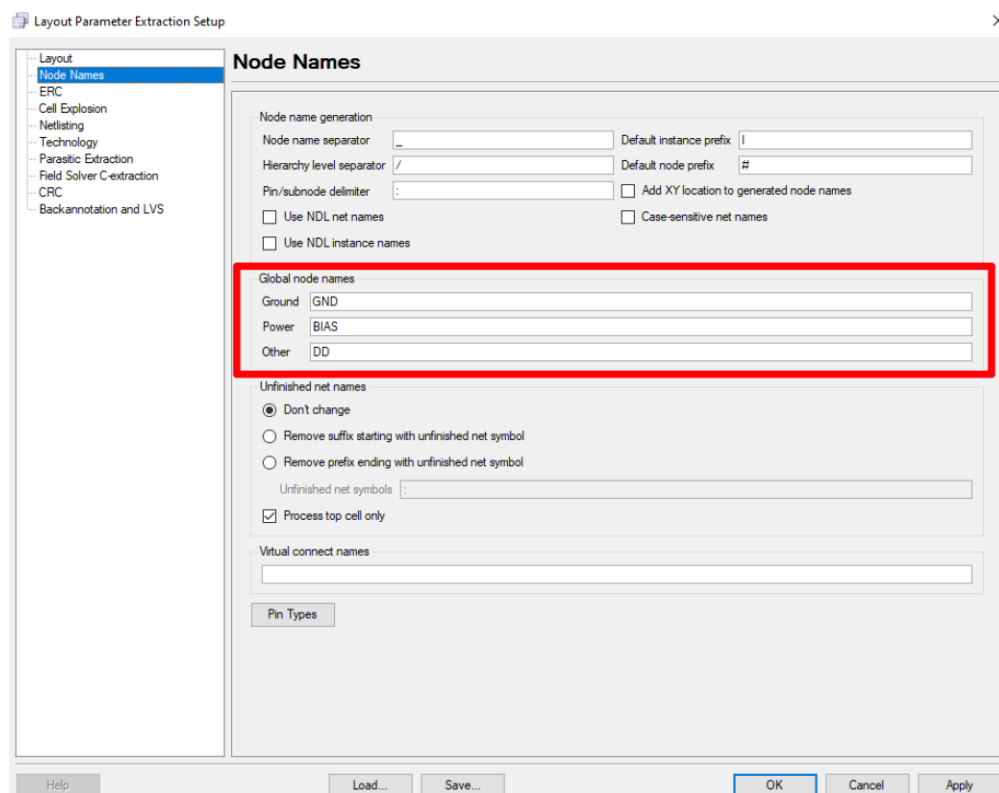 Layout Parameter Extraction Setup
Layout
Node Names
ERC
Cell Explosion
Netlisting
Technology
Parasitic Extraction
Field Solver C-extraction
CRC
Backannotation and LVS
Node Names
Node name generation
Node name separator _ Default instance prefix I
Hierarchy level separator / Default node prefix #
Pin/subnode delimiter : Add XY location to generated node names
Use NDL net names Case-sensitive net names
Use NDL instance names
Global node names
Ground GND
Power BIAS
Other DD
Unfinished net names
Don't change
Remove suffix starting with unfinished net symbol
Remove prefix ending with unfinished net symbol
Unfinished net symbols :
Process top cell only
Virtual connect names
Pin Types
Help Load... Save... OK Cancel Apply